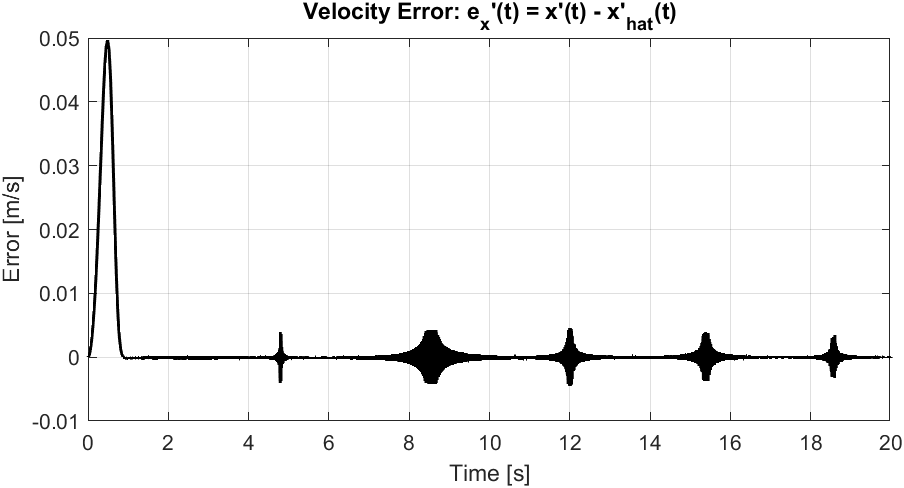 Velocity Error: e_x'(t) = x'(t) - x'_hat(t)
0.05
0.04
0.03
0.02
0.01
0
-0.01
Error [m/s]
0 2 4 6 8 10 12 14 16 18 20
Time [s]